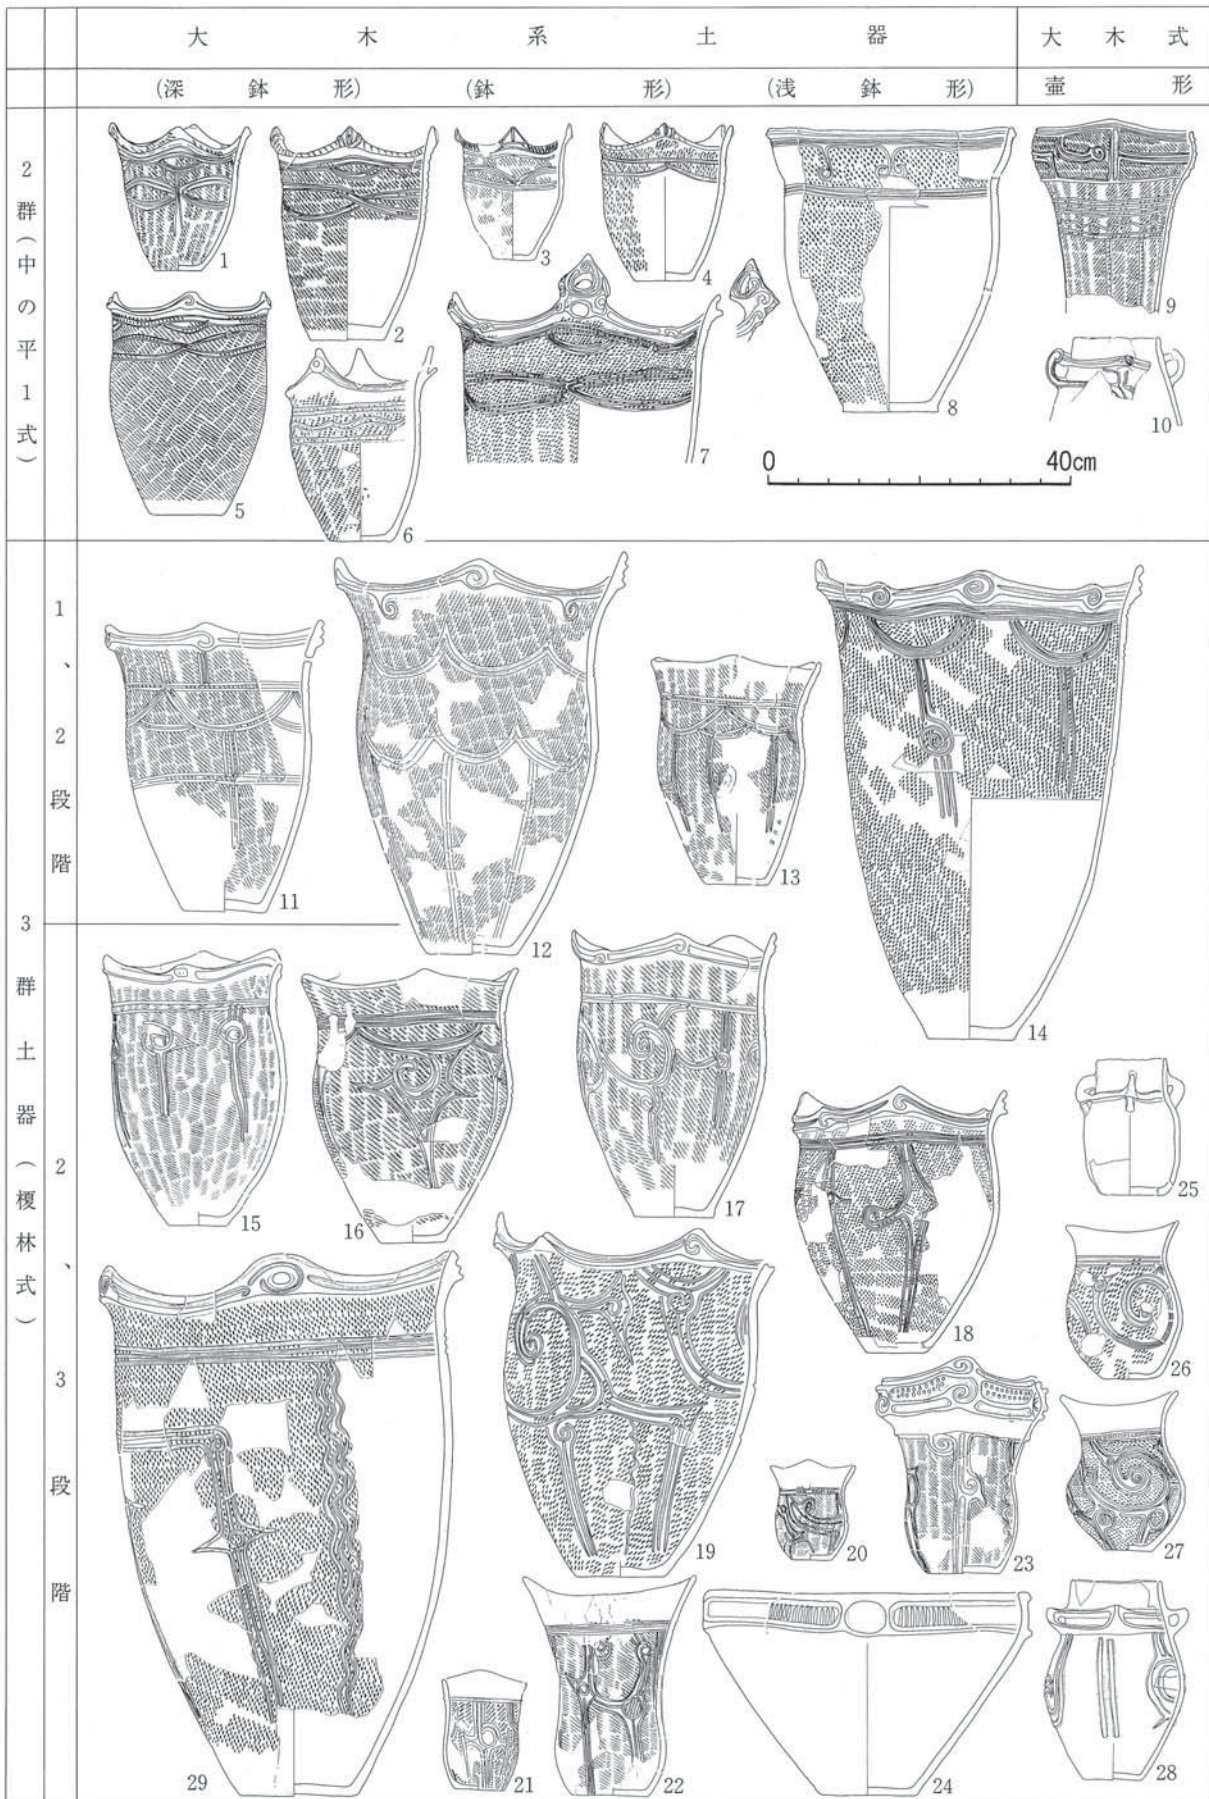 大木系土器 大木式
(深鉢形) (鉢形) (浅鉢形) 壷形
2群(中の平1式)
1 2 3 4
5 6 7 8 9 10
0 40cm
3群土器(榎林式)
1、2段階
11 12 13 14
2、3段階
15 16 17 18 25
26
19 20 23 27
29 21 22 24 28